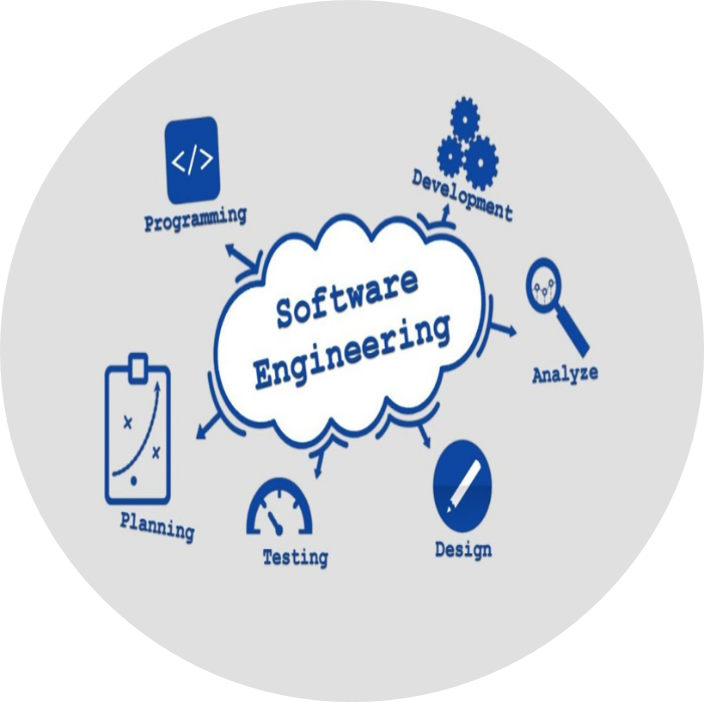 </>
Programming
Development
Software
Engineering
Analyze
Planning
Testing
Design